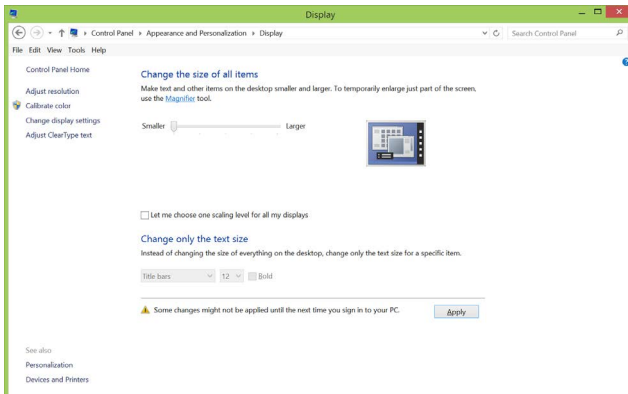 Display
Control Panel Appearance and Personalization Display
Search Control Panel
File Edit View Tools Help
Control Panel Home
Adjust resolution
Calibrate color
Change display settings
Adjust ClearType text
Change the size of all items
Make text and other items on the desktop smaller and larger. To temporarily enlarge just part of the screen,
use the Magnifier tool.
Smaller Larger
Let me choose one scaling level for all my displays
Change only the text size
Instead of changing the size of everything on the desktop, change only the text size for a specific item.
Title bars 12 Bold
Some changes might not be applied until the next time you sign in to your PC. Apply
See also
Personalization
Devices and Printers